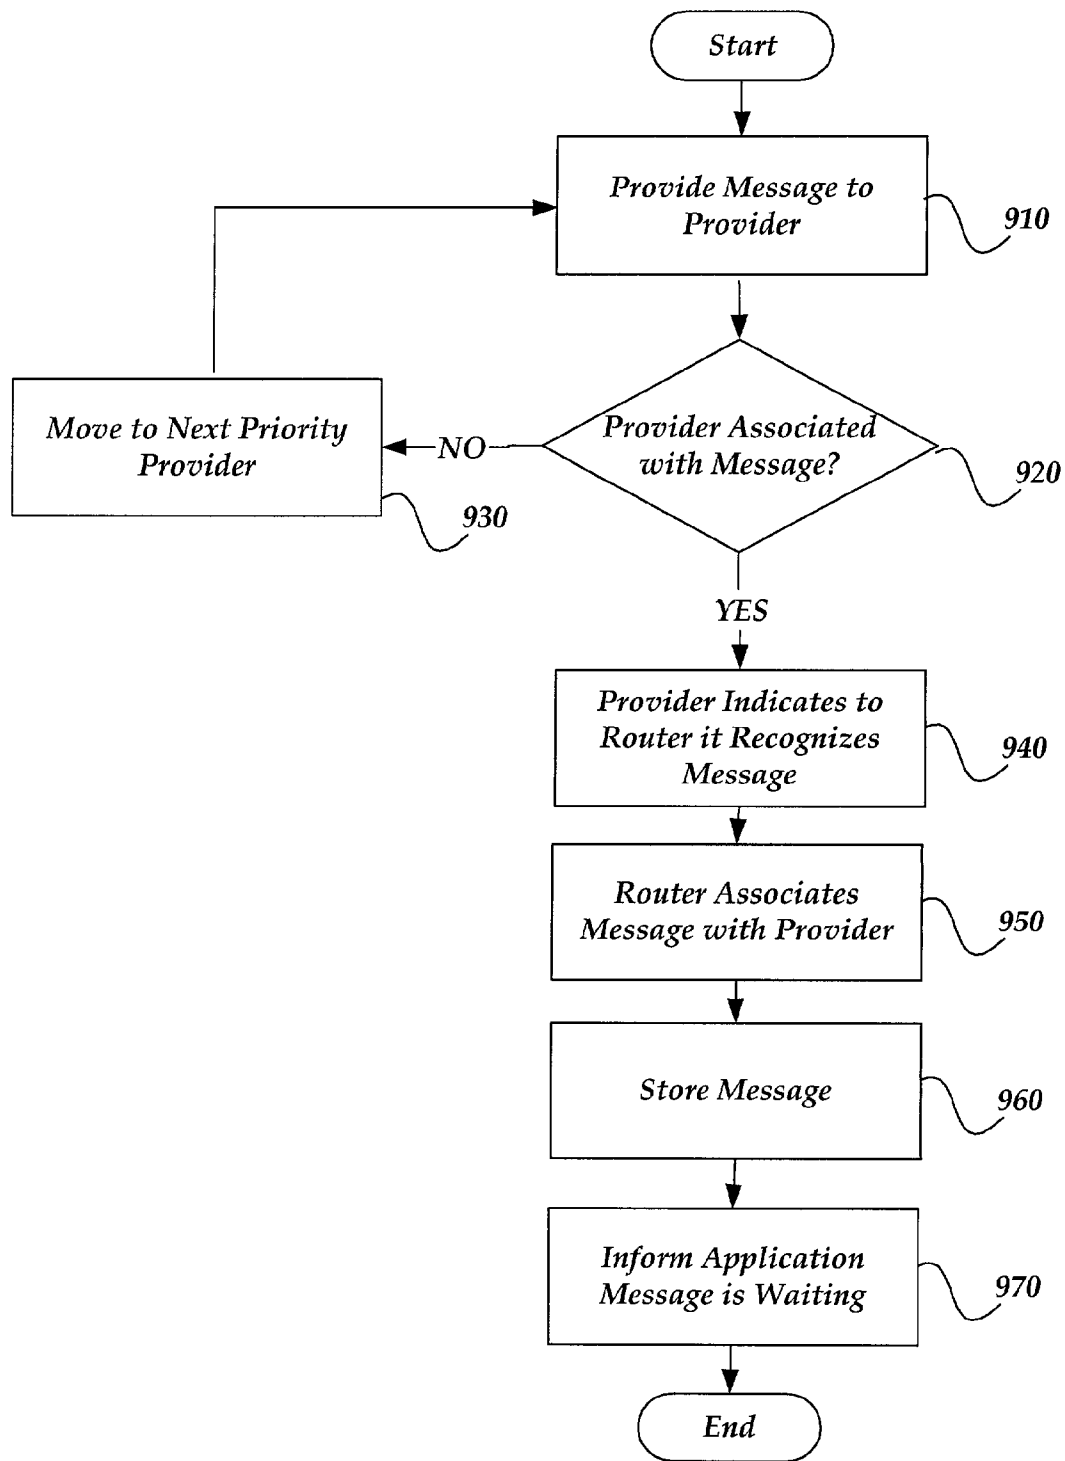 Start
Provide Message to
Provider
910
Move to Next Priority
Provider
930
NO
Provider Associated
with Message?
920
YES
Provider Indicates to
Router it Recognizes
Message
940
Router Associates
Message with Provider
950
Store Message
960
Inform Application
Message is Waiting
970
End